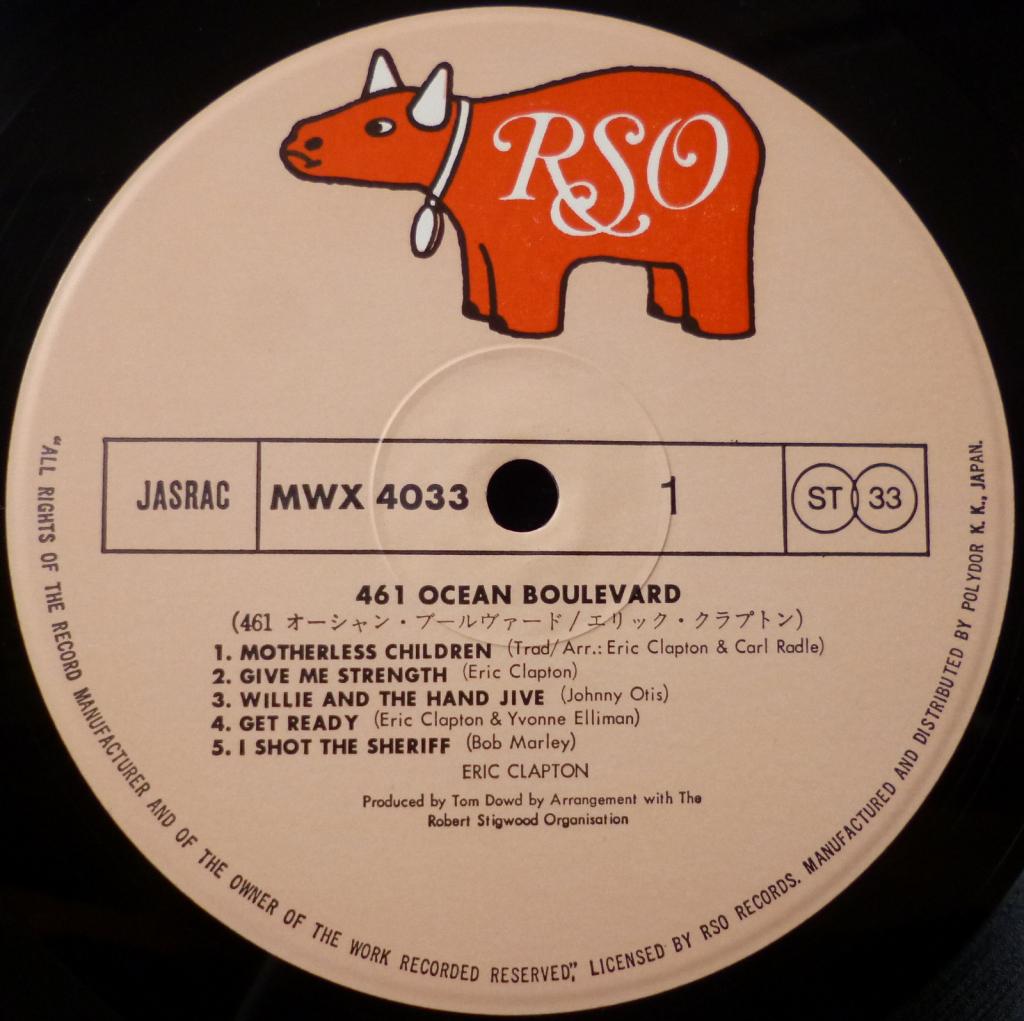 RSO
JASRAC
MWX 4033
1
ST 33
461 OCEAN BOULEVARD
(461 オーシャン・ブールヴァード/エリック・クラプトン)
1. MOTHERLESS CHILDREN (Trad/Arr.: Eric Clapton & Carl Radle)
2. GIVE ME STRENGTH (Eric Clapton)
3. WILLIE AND THE HAND JIVE (Johnny Otis)
4. GET READY (Eric Clapton & Yvonne Elliman)
5. I SHOT THE SHERIFF (Bob Marley)
ERIC CLAPTON
Produced by Tom Dowd by Arrangement with The
Robert Stigwood Organisation
"ALL RIGHTS OF THE RECORD MANUFACTURER AND OF THE OWNER OF THE WORK RECORDED RESERVED", LICENSED BY RSO RECORDS. MANUFACTURED AND DISTRIBUTED BY POLYDOR K. K., JAPAN.